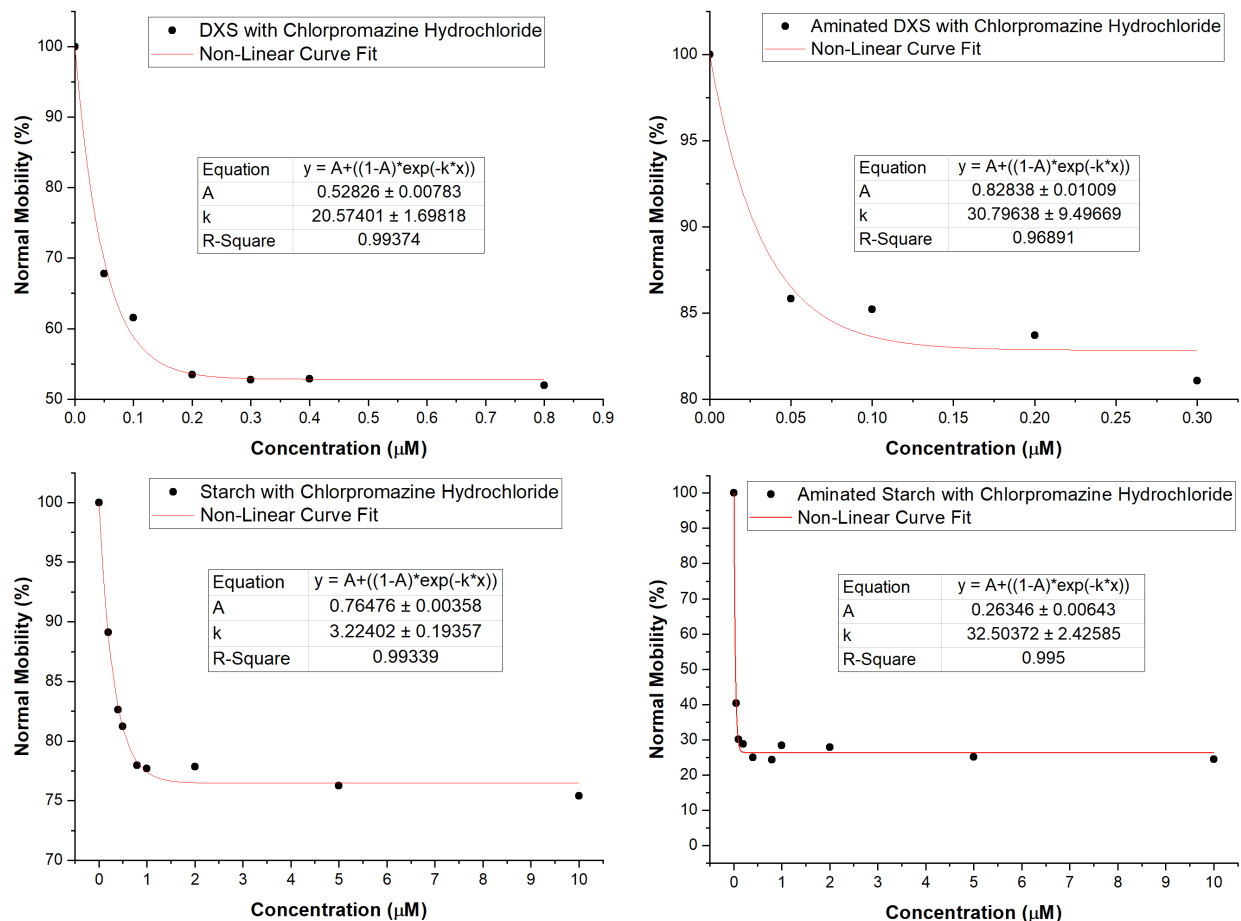 DXS with Chlorpromazine Hydrochloride
Non-Linear Curve Fit
Normal Mobility (%)
100
90
80
70
60
50
Equation y = A+((1-A)*exp(-k*x))
A 0.52826 ± 0.00783
k 20.57401 ± 1.69818
R-Square 0.99374
0.0 0.1 0.2 0.3 0.4 0.5 0.6 0.7 0.8 0.9
Concentration (μM)
Aminated DXS with Chlorpromazine Hydrochloride
Non-Linear Curve Fit
Normal Mobility (%)
100
95
90
85
80
Equation y = A+((1-A)*exp(-k*x))
A 0.82838 ± 0.01009
k 30.79638 ± 9.49669
R-Square 0.96891
0.00 0.05 0.10 0.15 0.20 0.25 0.30
Concentration (μM)
Starch with Chlorpromazine Hydrochloride
Non-Linear Curve Fit
Normal Mobility (%)
100
95
90
85
80
75
70
Equation y = A+((1-A)*exp(-k*x))
A 0.76476 ± 0.00358
k 3.22402 ± 0.19357
R-Square 0.99339
0 1 2 3 4 5 6 7 8 9 10
Concentration (μM)
Aminated Starch with Chlorpromazine Hydrochloride
Non-Linear Curve Fit
Normal Mobility (%)
100
90
80
70
60
50
40
30
20
10
0
Equation y = A+((1-A)*exp(-k*x))
A 0.26346 ± 0.00643
k 32.50372 ± 2.42585
R-Square 0.995
0 1 2 3 4 5 6 7 8 9 10
Concentration (μM)